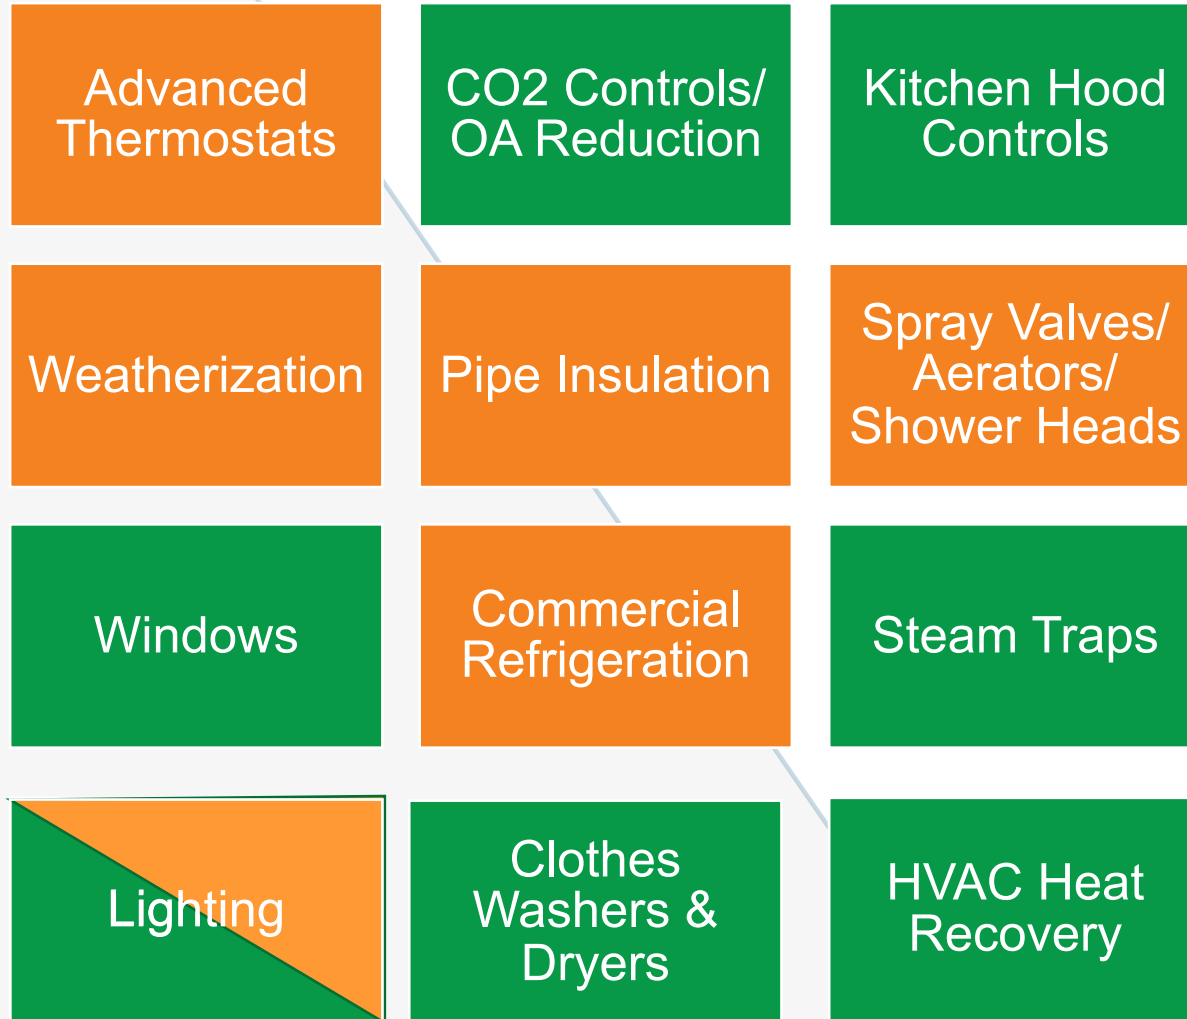 Advanced
Thermostats
CO2 Controls/
OA Reduction
Kitchen Hood
Controls
Weatherization
Pipe Insulation
Spray Valves/
Aerators/
Shower Heads
Windows
Commercial
Refrigeration
Steam Traps
Lighting
Clothes
Washers &
Dryers
HVAC Heat
Recovery